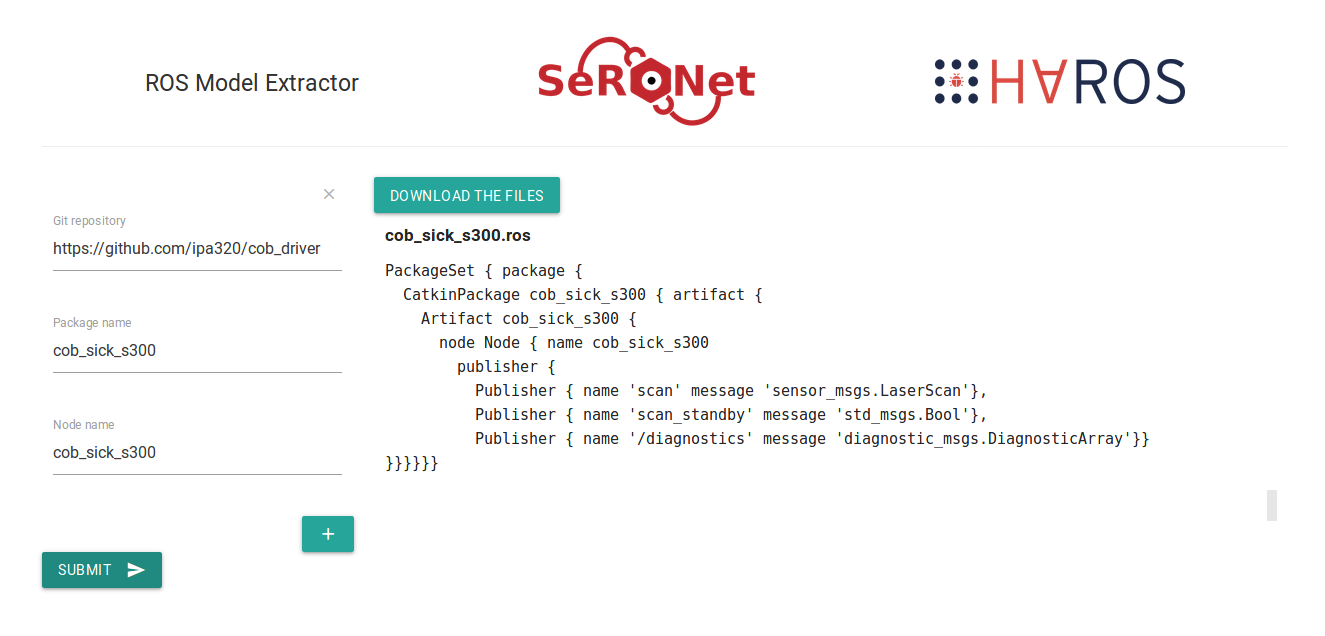 ROS Model Extractor
SeRONet
HAROS
Git repository
https://github.com/ipa320/cob_driver
Package name
cob_sick_s300
Node name
cob_sick_s300
+
SUBMIT
DOWNLOAD THE FILES
cob_sick_s300.ros
PackageSet { package {
  CatkinPackage cob_sick_s300 { artifact {
    Artifact cob_sick_s300 {
      node Node { name cob_sick_s300
        publisher {
          Publisher { name 'scan' message 'sensor_msgs.LaserScan'},
          Publisher { name 'scan_standby' message 'std_msgs.Bool'},
          Publisher { name '/diagnostics' message 'diagnostic_msgs.DiagnosticArray'}}
}}}}}}